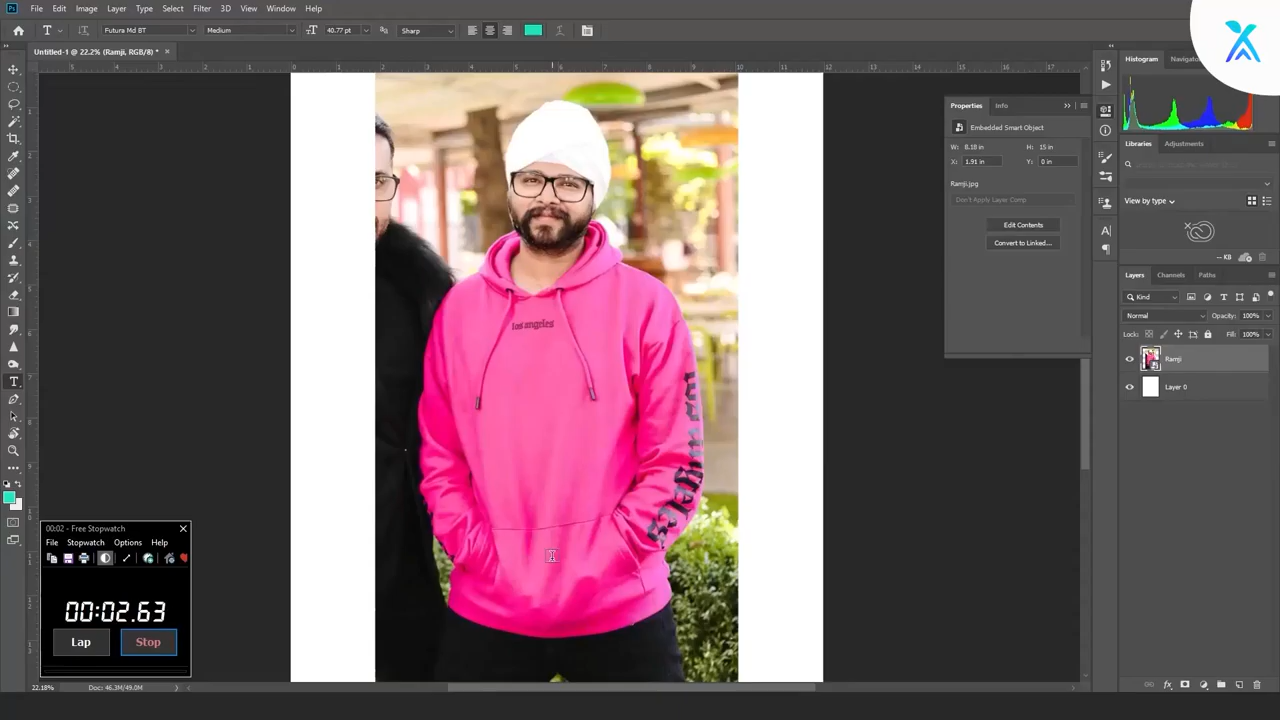 Ps File Edit Image Layer Type Select Filter 3D View Window Help
T Futura Md BT Medium 40.77 pt Sharp
Untitled-1 @ 22.2% (Ramji, RGB/8) * ×
Histogram Navigator
Properties Info
Embedded Smart Object
W: 8.18 in H: 15 in
X: 1.91 in Y: 0 in
Ramji.jpg
Don't Apply Layer Comp
Edit Contents
Convert to Linked...
Libraries Adjustments
View by type
-- KB
Layers Channels Paths
Kind
Normal Opacity: 100%
Lock: Fill: 100%
Ramji
Layer 0
los angeles
los angeles
00:02 - Free Stopwatch
File Stopwatch Options Help
00:02.63
Lap Stop
22.18% Doc: 46.3M/49.0M